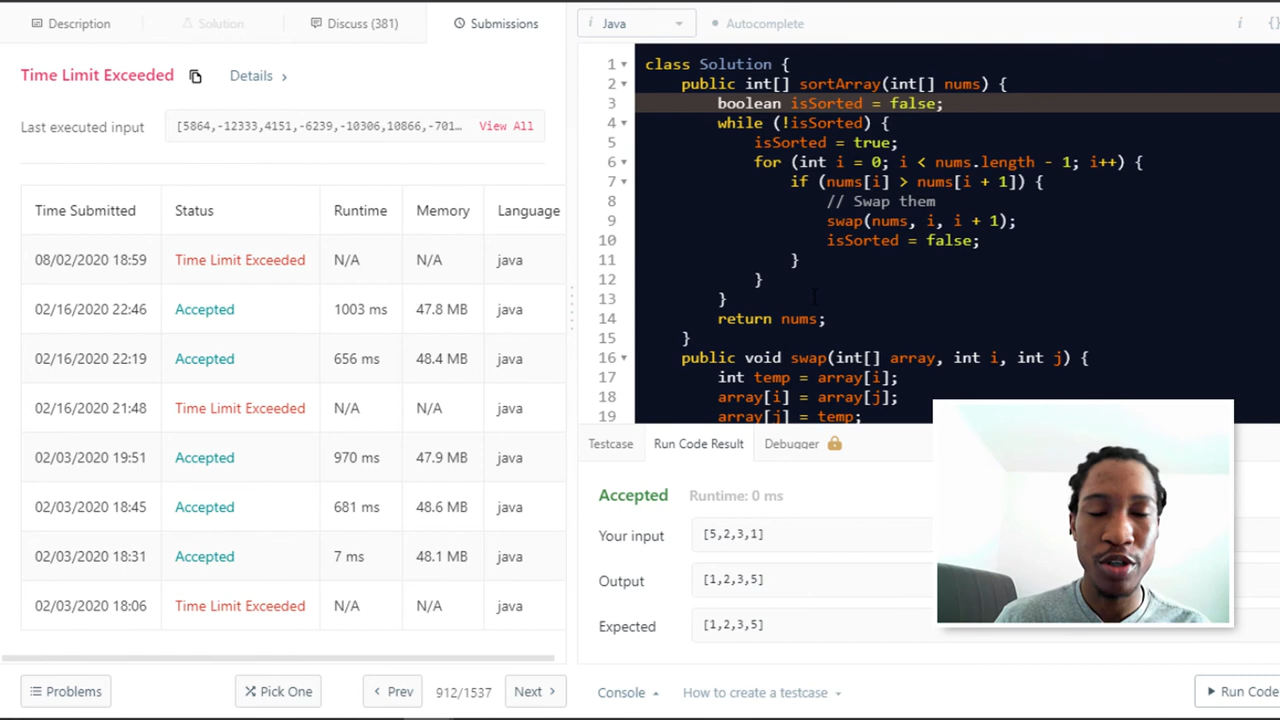 Description
Solution
Discuss (381)
Submissions
Time Limit Exceeded
Details
Last executed input
[5864,-12333,4151,-6239,-10306,10866,-701...
View All
Time Submitted Status Runtime Memory Language
08/02/2020 18:59 Time Limit Exceeded N/A N/A java
02/16/2020 22:46 Accepted 1003 ms 47.8 MB java
02/16/2020 22:19 Accepted 656 ms 48.4 MB java
02/16/2020 21:48 Time Limit Exceeded N/A N/A java
02/03/2020 19:51 Accepted 970 ms 47.9 MB java
02/03/2020 18:45 Accepted 681 ms 48.6 MB java
02/03/2020 18:31 Accepted 7 ms 48.1 MB java
02/03/2020 18:06 Time Limit Exceeded N/A N/A java
Problems
Pick One
Prev
912/1537
Next
i Java
Autocomplete
i {}
1 class Solution {
2 public int[] sortArray(int[] nums) {
3 boolean isSorted = false;
4 while (!isSorted) {
5 isSorted = true;
6 for (int i = 0; i < nums.length - 1; i++) {
7 if (nums[i] > nums[i + 1]) {
8 // Swap them
9 swap(nums, i, i + 1);
10 isSorted = false;
11 }
12 }
13 }
14 return nums;
15 }
16 public void swap(int[] array, int i, int j) {
17 int temp = array[i];
18 array[i] = array[j];
19 array[j] = temp;
Testcase
Run Code Result
Debugger
Accepted Runtime: 0 ms
Your input [5,2,3,1]
Output [1,2,3,5]
Expected [1,2,3,5]
Console
How to create a testcase
Run Code